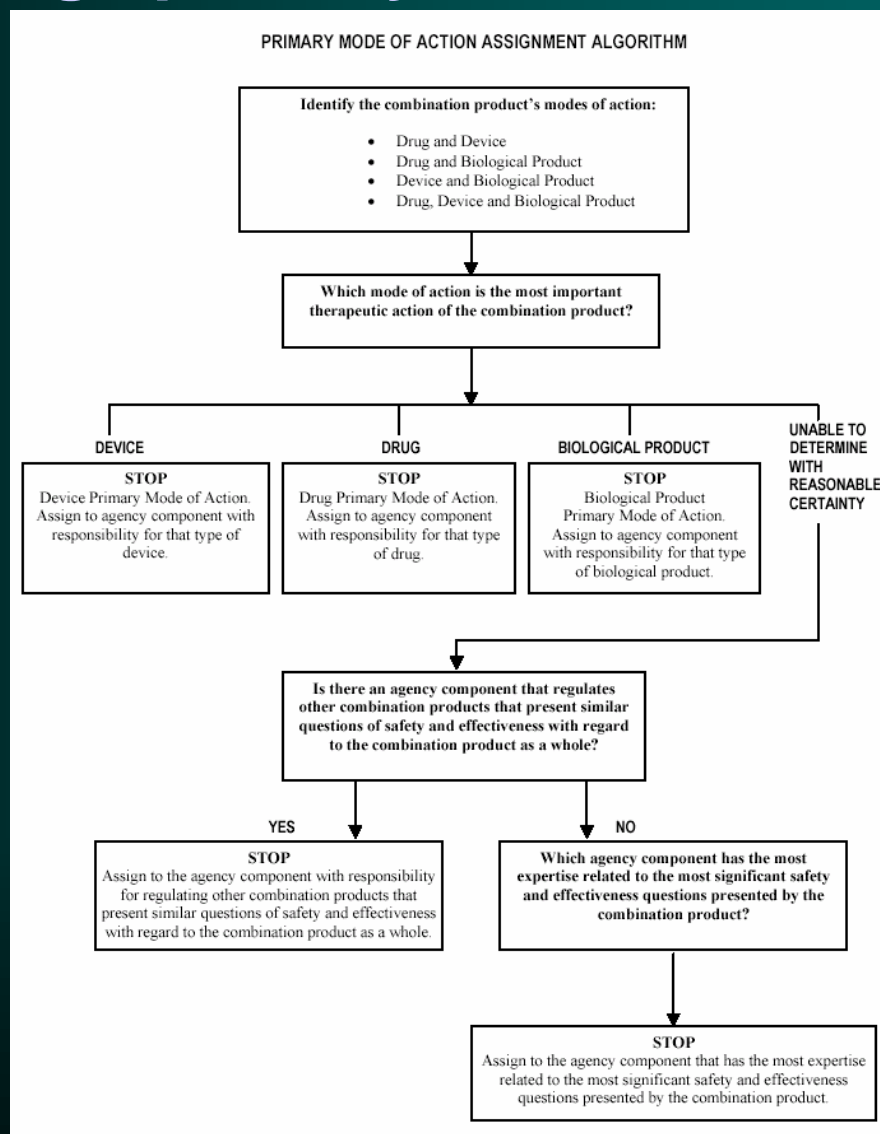 PRIMARY MODE OF ACTION ASSIGNMENT ALGORITHM
Identify the combination product's modes of action:
• Drug and Device
• Drug and Biological Product
• Device and Biological Product
• Drug, Device and Biological Product
Which mode of action is the most important
therapeutic action of the combination product?
DEVICE
STOP
Device Primary Mode of Action.
Assign to agency component with
responsibility for that type of
device.
DRUG
STOP
Drug Primary Mode of Action.
Assign to agency component
with responsibility for that type
of drug.
BIOLOGICAL PRODUCT
STOP
Biological Product
Primary Mode of Action.
Assign to agency component
with responsibility for that type
of biological product.
UNABLE TO
DETERMINE
WITH
REASONABLE
CERTAINTY
Is there an agency component that regulates
other combination products that present similar
questions of safety and effectiveness with regard
to the combination product as a whole?
YES
STOP
Assign to the agency component with responsibility
for regulating other combination products that
present similar questions of safety and effectiveness
with regard to the combination product as a whole.
NO
Which agency component has the most
expertise related to the most significant safety
and effectiveness questions presented by the
combination product?
STOP
Assign to the agency component that has the most expertise
related to the most significant safety and effectiveness
questions presented by the combination product.